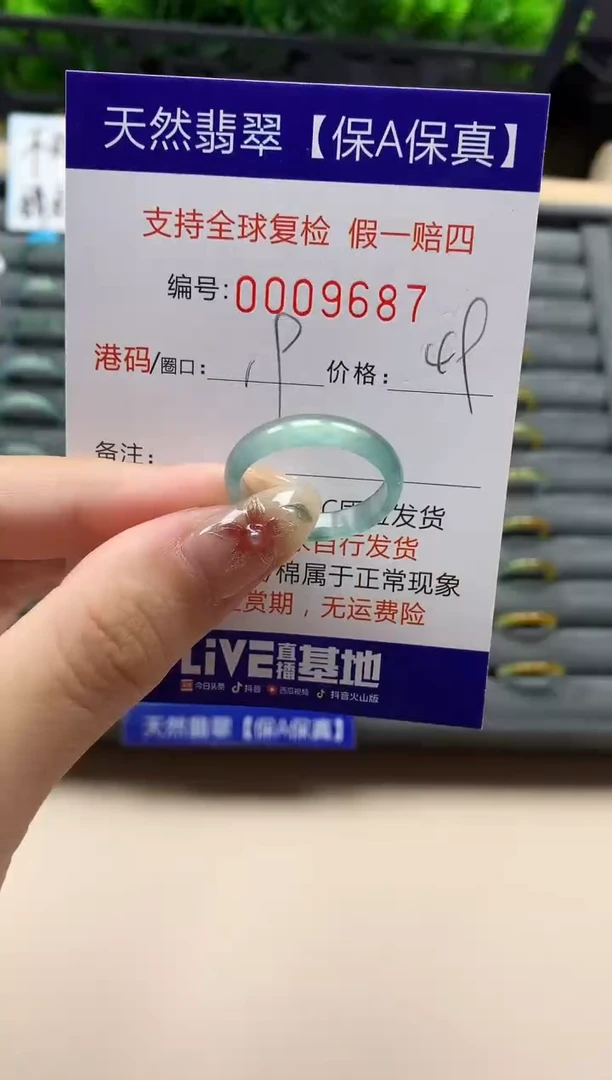 天然翡翠【保A保真】
支持全球复检 假一赔四
编号:0009687
港码/圈口: 价格:
备注:
发货
自行发货
棉属于正常现象
赏期，无运费险
LiVE直播基地
今日头条 抖音 西瓜视频 抖音火山版
天然翡翠【保A保真】